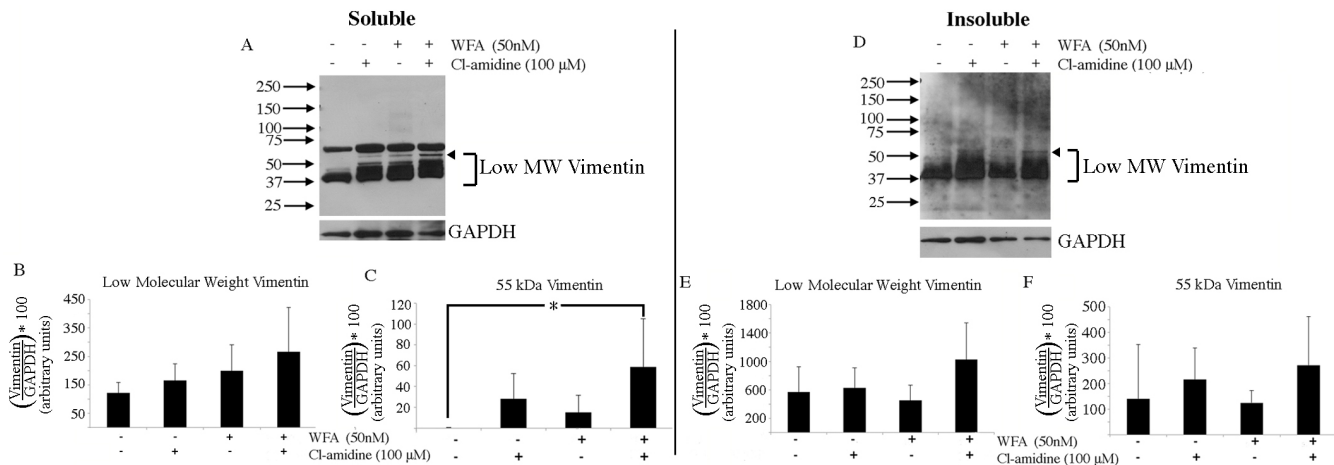 Soluble
A
- - + + WFA (50nM)
- + - + Cl-amidine (100 µM)
250
150
100
75
50
37
25
Low MW Vimentin
GAPDH
B
Low Molecular Weight Vimentin
(Vimentin/GAPDH) * 100
(arbitrary units)
450
350
250
150
50
- - + + WFA (50nM)
- + - + Cl-amidine (100 µM)
C
55 kDa Vimentin
(Vimentin/GAPDH) * 100
(arbitrary units)
120
100
80
60
40
20
*
- - + +
- + - +
Insoluble
D
- - + + WFA (50nM)
- + - + Cl-amidine (100 µM)
250
150
100
75
50
37
25
Low MW Vimentin
GAPDH
E
Low Molecular Weight Vimentin
(Vimentin/GAPDH) * 100
(arbitrary units)
1800
1400
1000
600
200
- - + + WFA (50nM)
- + - + Cl-amidine (100 µM)
F
55 kDa Vimentin
(Vimentin/GAPDH) * 100
(arbitrary units)
500
400
300
200
100
- - + +
- + - +